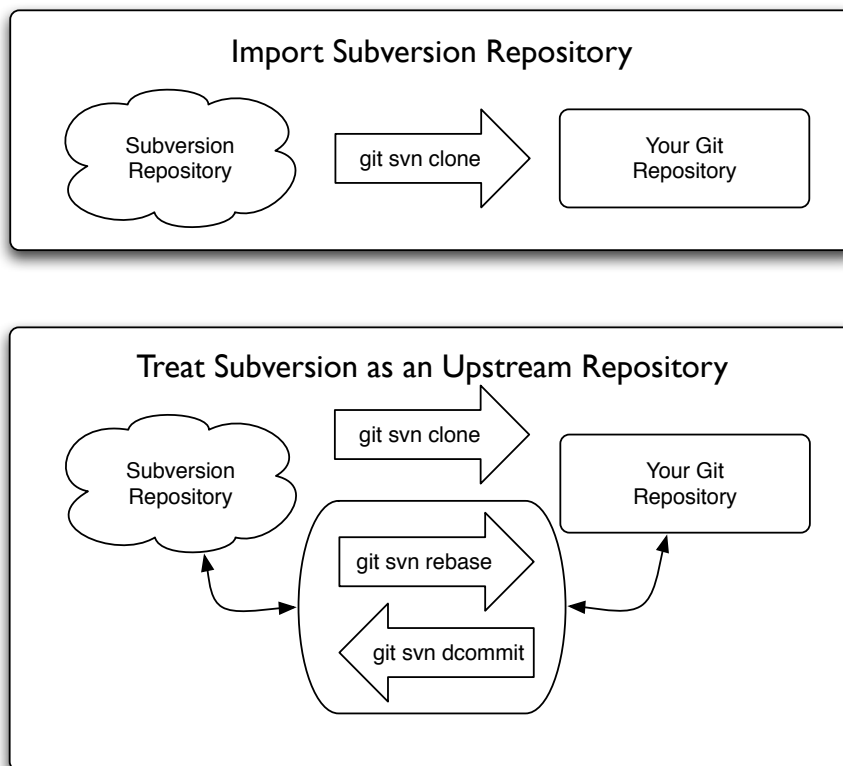 Import Subversion Repository
Subversion
Repository
git svn clone
Your Git
Repository
Treat Subversion as an Upstream Repository
git svn clone
Subversion
Repository
Your Git
Repository
git svn rebase
git svn dcommit